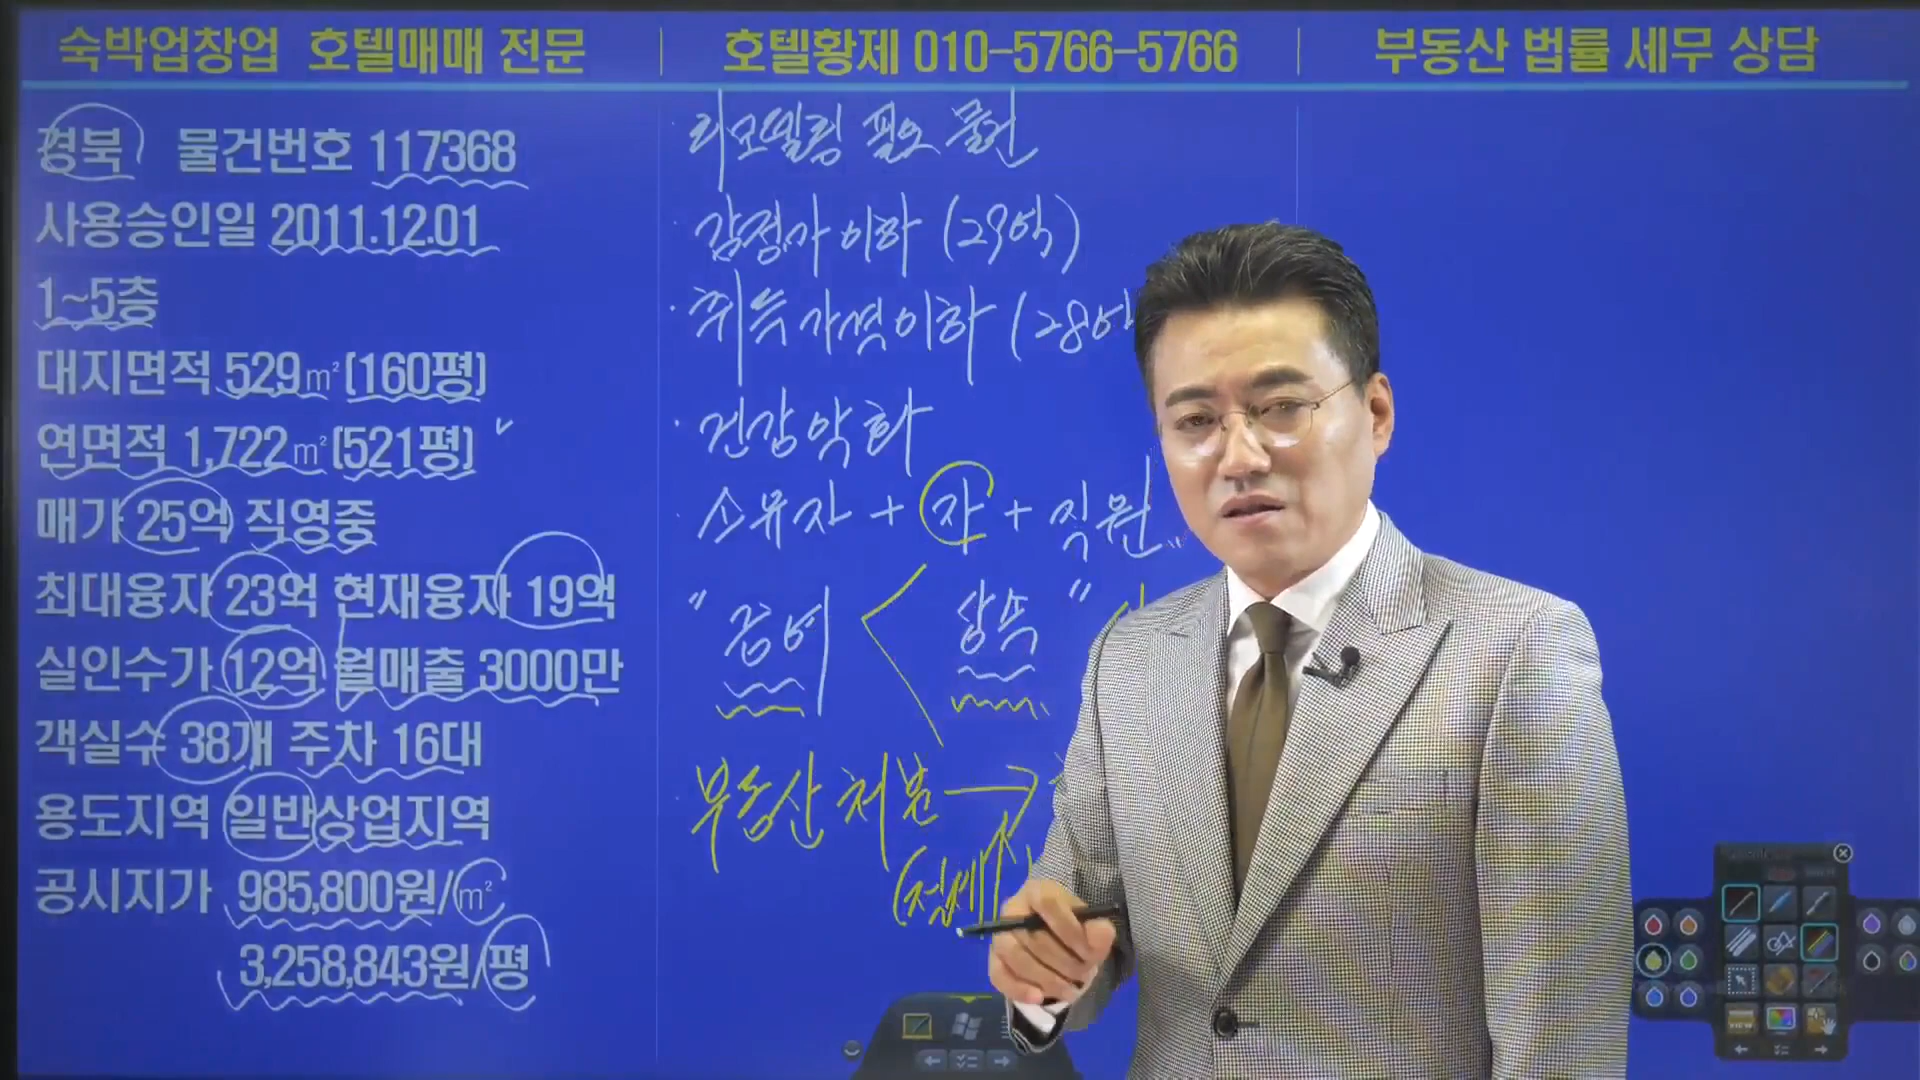 숙박업창업 호텔매매 전문
호텔황제 010-5766-5766
부동산 법률 세무 상담
경북 물건번호 117368
사용승인일 2011.12.01
1~5층
대지면적 529㎡(160평)
연면적 1,722㎡(521평)
매가 25억 직영중
최대융자 23억 현재융자 19억
실인수가 12억 월매출 3000만
객실수 38개 주차 16대
용도지역 일반상업지역
공시지가 985,800원/㎡
3,258,843원/평
· 리모델링 필요 물건
· 감정가 이하 (29억)
· 취득가격이하 (28억
· 건강악화
· 소유자 + 자 + 직원
" 급여 < 상속 "
· 부동산 처분 →
VIEW